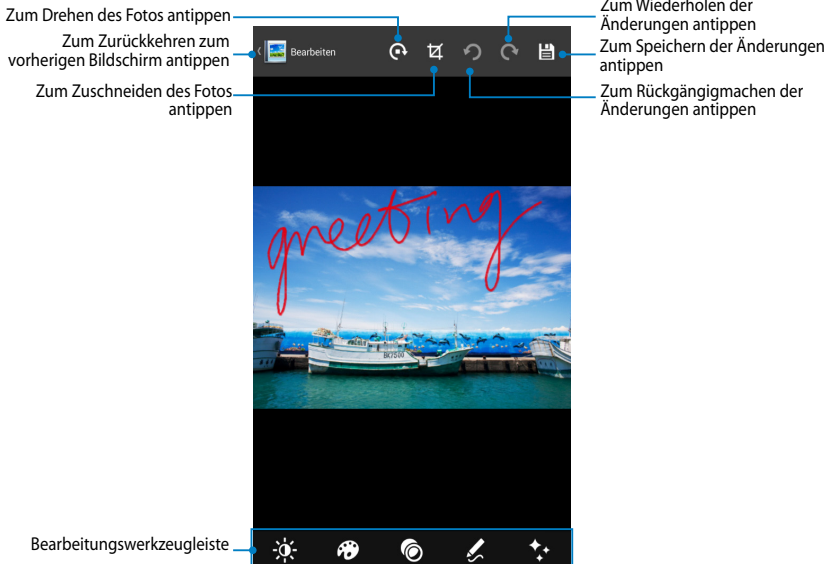 Zum Drehen des Fotos antippen
Zum Zurückkehren zum
vorherigen Bildschirm antippen
Zum Zuschneiden des Fotos
antippen
Bearbeiten
Zum Wiederholen der
Änderungen antippen
Zum Speichern der Änderungen
antippen
Zum Rückgängigmachen der
Änderungen antippen
greeting
BK7500
Bearbeitungswerkzeugleiste